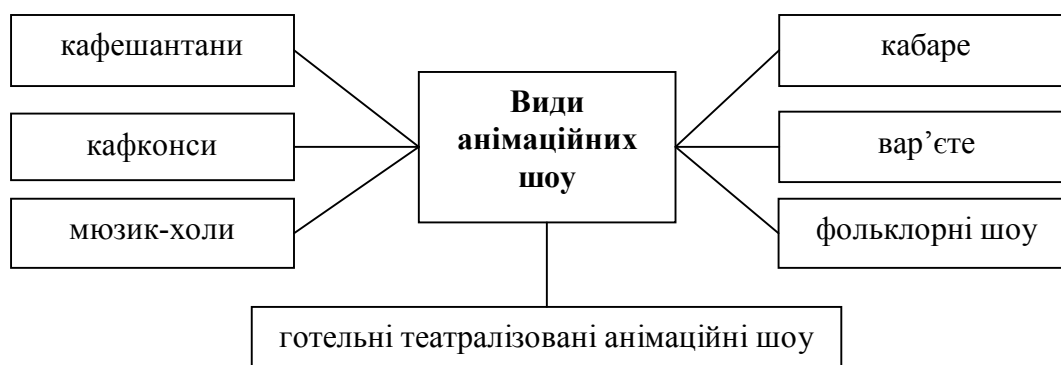 кафешантани
кафконси
мюзик-холи
Види
анімаційних
шоу
кабаре
вар’єте
фольклорні шоу
готельні театралізовані анімаційні шоу